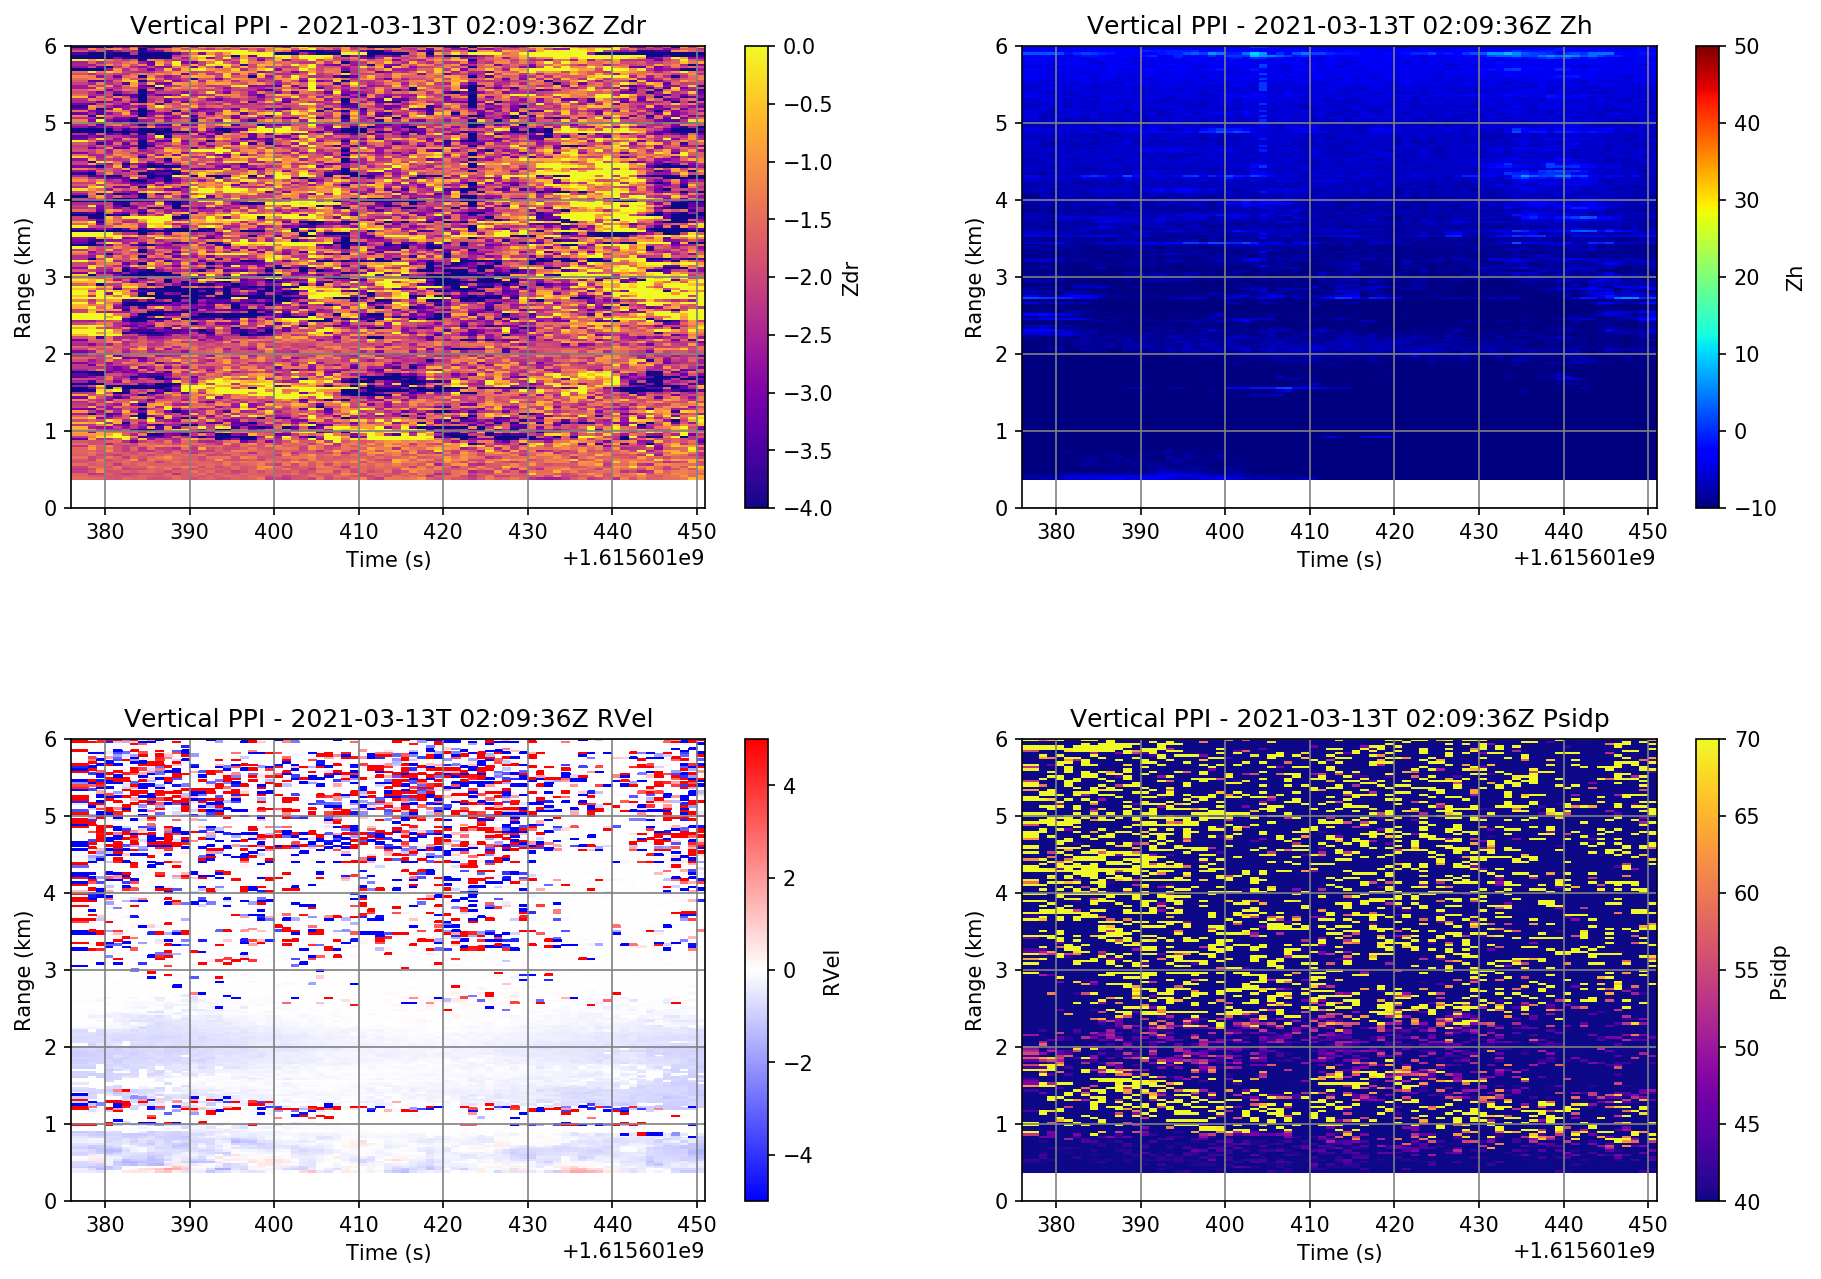 Vertical PPI - 2021-03-13T 02:09:36Z Zdr
6
5
4
3
2
1
0
Range (km)
380 390 400 410 420 430 440 450
Time (s)
+1.615601e9
0.0
−0.5
−1.0
−1.5
−2.0
−2.5
−3.0
−3.5
−4.0
Zdr
Vertical PPI - 2021-03-13T 02:09:36Z Zh
6
5
4
3
2
1
0
Range (km)
380 390 400 410 420 430 440 450
Time (s)
+1.615601e9
50
40
30
20
10
0
−10
Zh
Vertical PPI - 2021-03-13T 02:09:36Z RVel
6
5
4
3
2
1
0
Range (km)
380 390 400 410 420 430 440 450
Time (s)
+1.615601e9
4
2
0
−2
−4
RVel
Vertical PPI - 2021-03-13T 02:09:36Z Psidp
6
5
4
3
2
1
0
Range (km)
380 390 400 410 420 430 440 450
Time (s)
+1.615601e9
70
65
60
55
50
45
40
Psidp